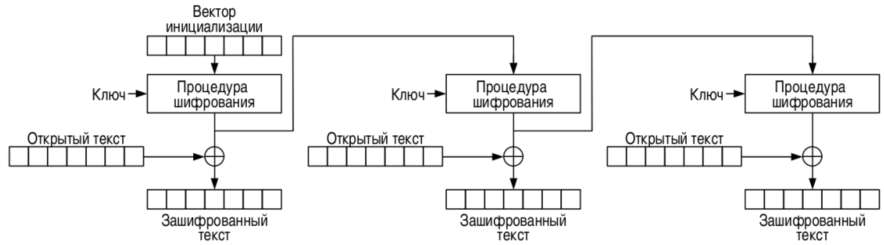 Вектор
инициализации
Ключ
Процедура
шифрования
Ключ
Процедура
шифрования
Ключ
Процедура
шифрования
Открытый текст
Открытый текст
Открытый текст
Зашифрованный
текст
Зашифрованный
текст
Зашифрованный
текст